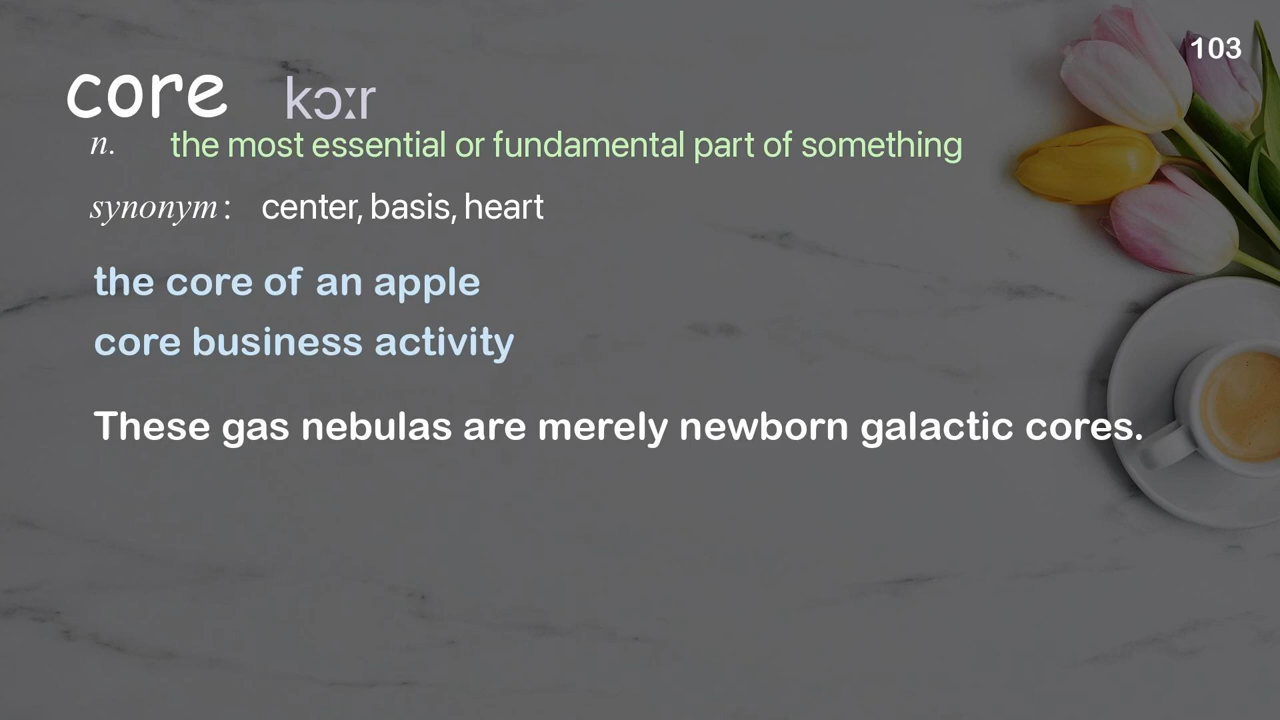 103
core kɔːr
n. the most essential or fundamental part of something
synonym: center, basis, heart
the core of an apple
core business activity
These gas nebulas are merely newborn galactic cores.